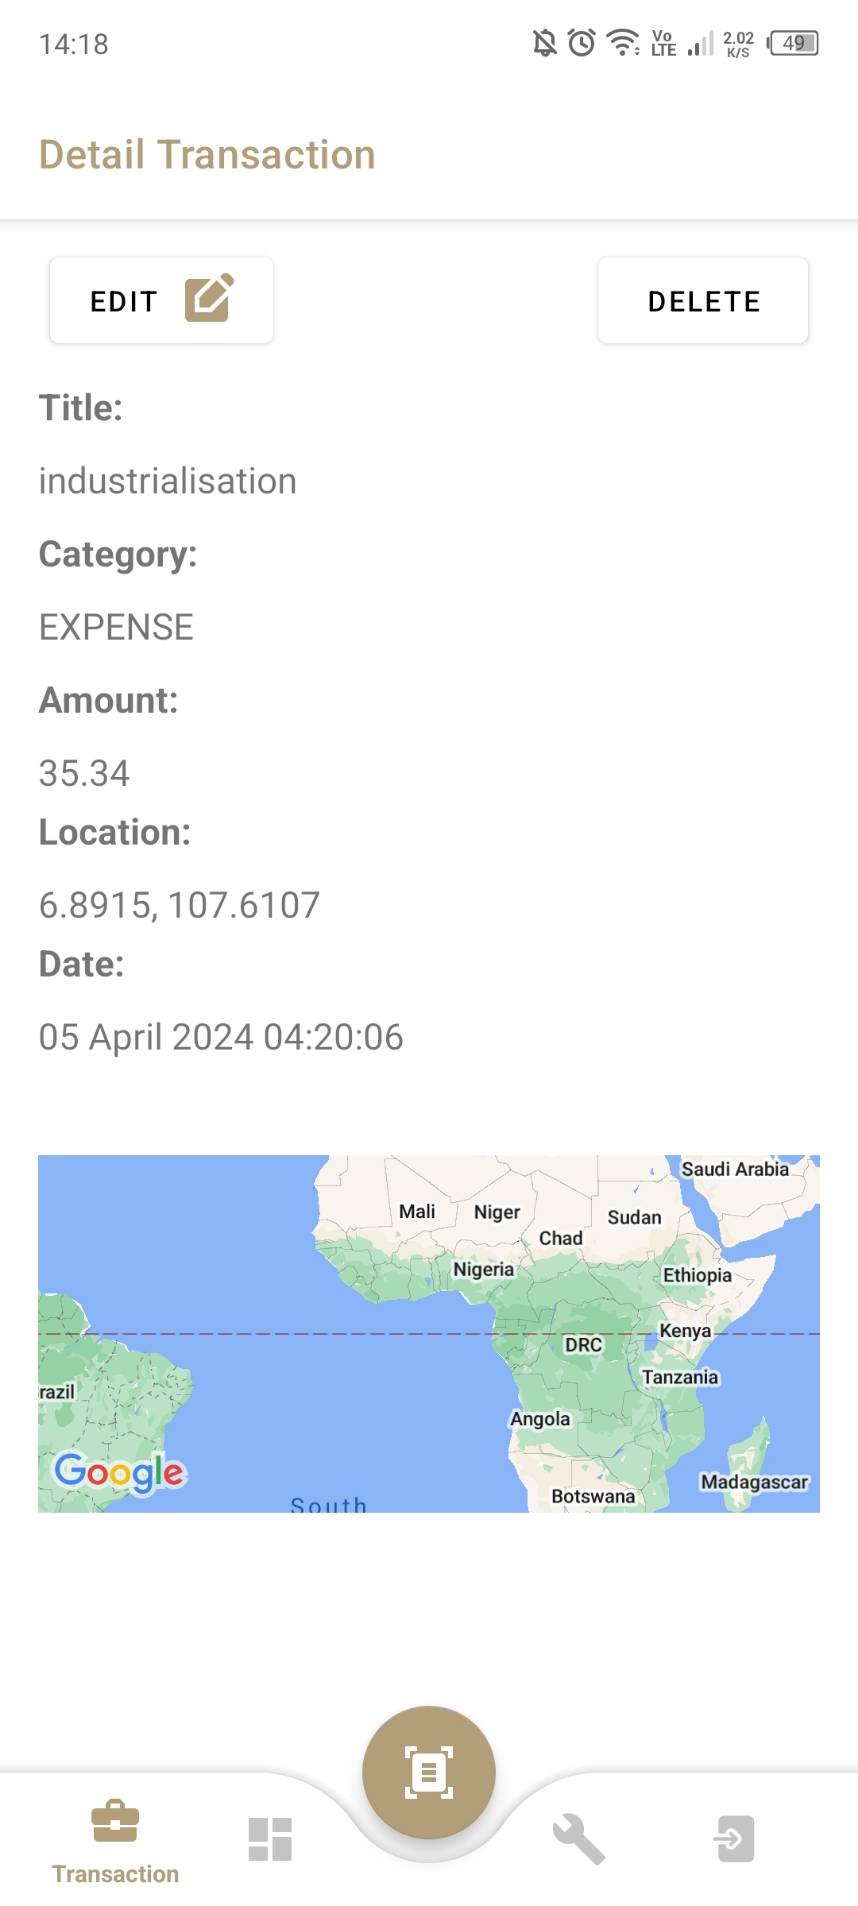 14:18
Vo LTE 2.02 K/S 49
Detail Transaction
EDIT
DELETE
Title:
industrialisation
Category:
EXPENSE
Amount:
35.34
Location:
6.8915, 107.6107
Date:
05 April 2024 04:20:06
Saudi Arabia
Mali
Niger
Sudan
Chad
Nigeria
Ethiopia
Kenya
DRC
Tanzania
razil
Angola
Google
Madagascar
Botswana
South
Transaction